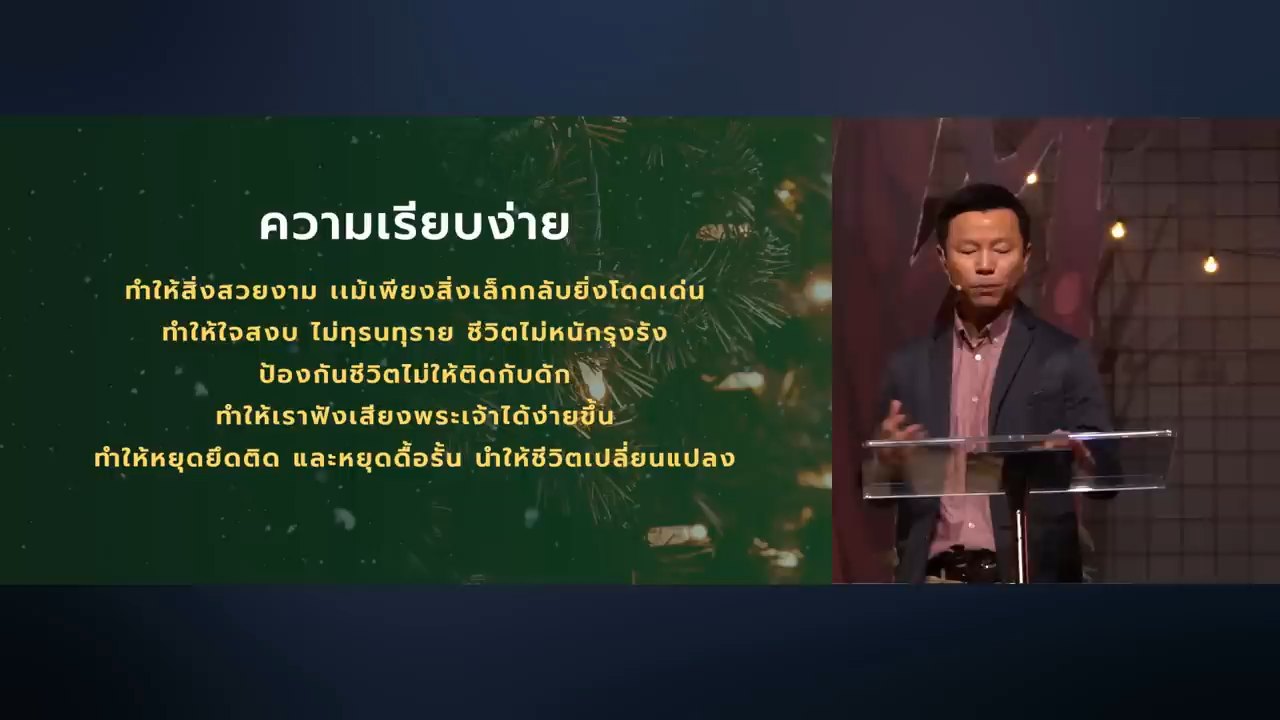 ความเรียบง่าย
ทำให้สิ่งสวยงาม แม้เพียงสิ่งเล็กกลับยิ่งโดดเด่น
ทำให้ใจสงบ ไม่ทุรนทุราย ชีวิตไม่หนักรุงรัง
ป้องกันชีวิตไม่ให้ติดกับดัก
ทำให้เราฟังเสียงพระเจ้าได้ง่ายขึ้น
ทำให้หยุดยึดติด และหยุดดื้อรั้น นำให้ชีวิตเปลี่ยนแปลง